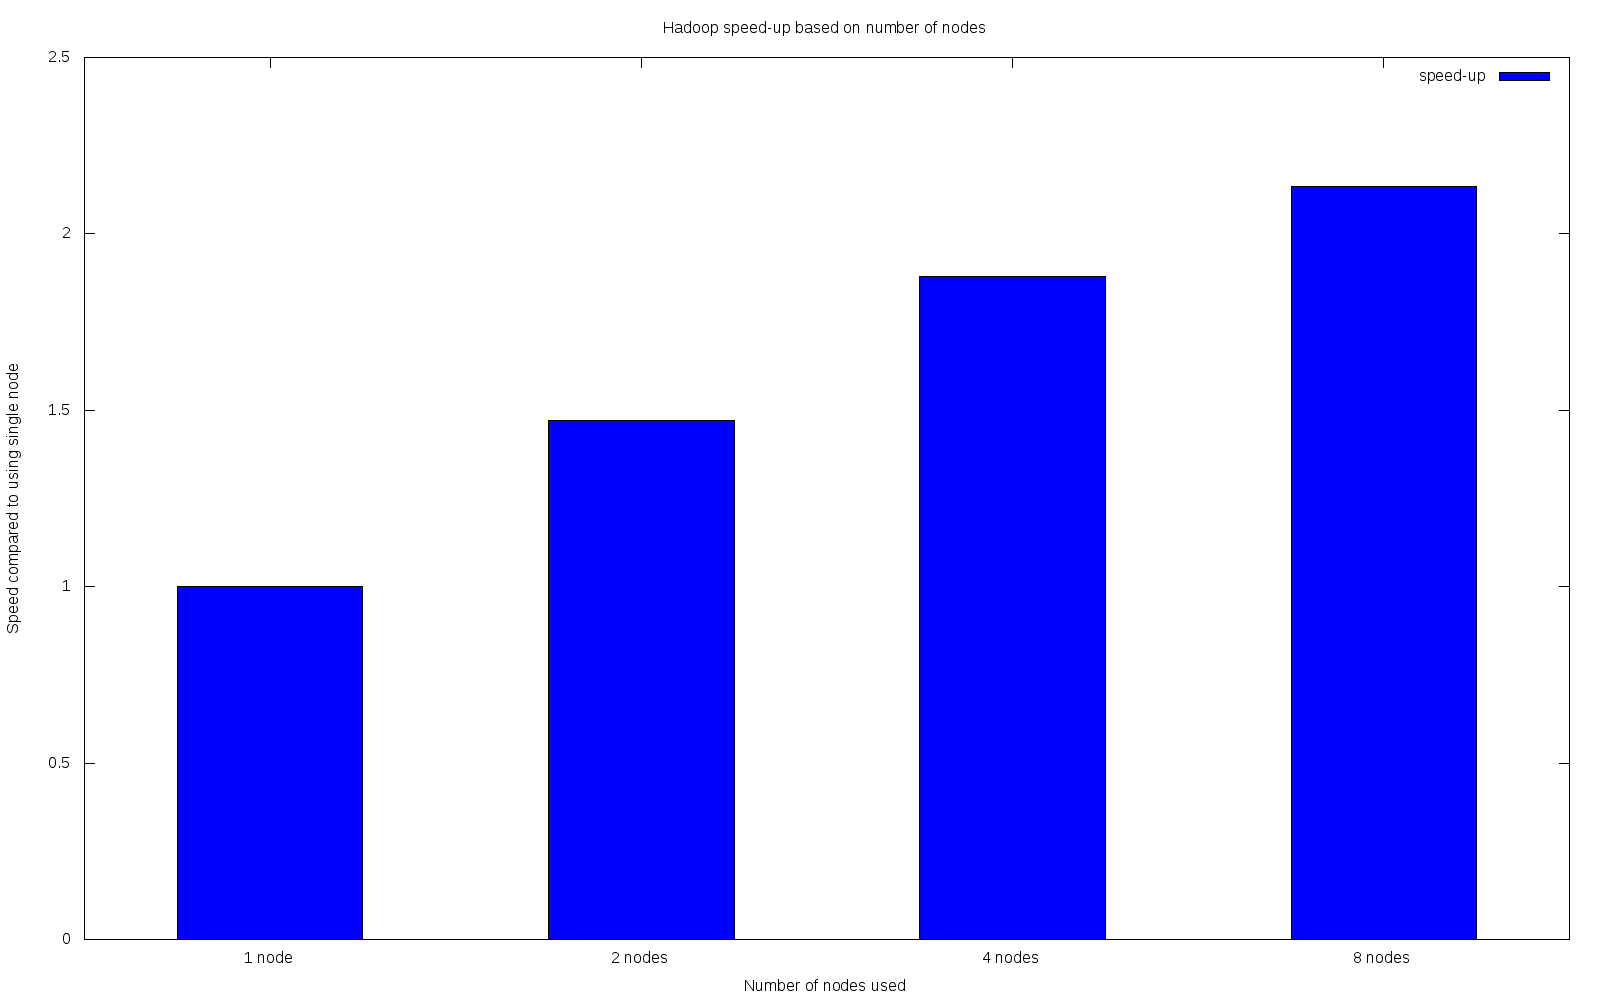 Hadoop speed-up based on number of nodes
speed-up
2.5
2
1.5
1
0.5
0
Speed compared to using single node
1 node
2 nodes
4 nodes
8 nodes
Number of nodes used